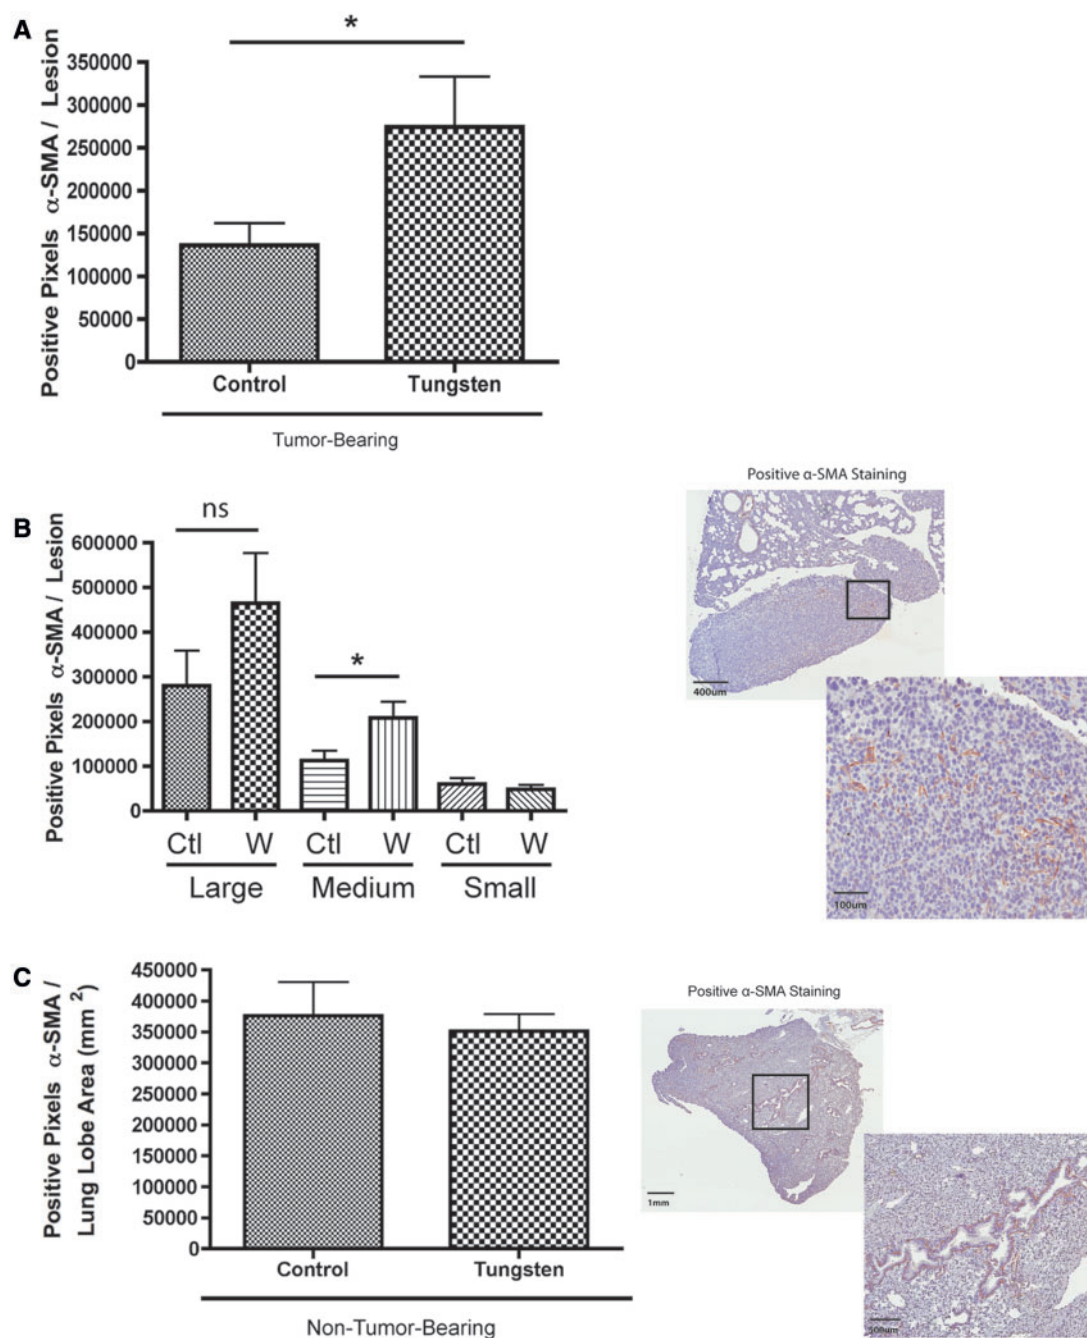 A
*
Positive Pixels α-SMA / Lesion
350000
300000
250000
200000
150000
100000
50000
0
Control Tungsten
Tumor-Bearing
B
ns
*
Positive Pixels α-SMA / Lesion
600000
500000
400000
300000
200000
100000
0
Ctl W Ctl W Ctl W
Large Medium Small
Positive α-SMA Staining
400um
100um
C
Positive Pixels α-SMA /
Lung Lobe Area (mm 2)
450000
400000
350000
300000
250000
200000
150000
100000
50000
0
Control Tungsten
Non-Tumor-Bearing
Positive α-SMA Staining
1mm
500um